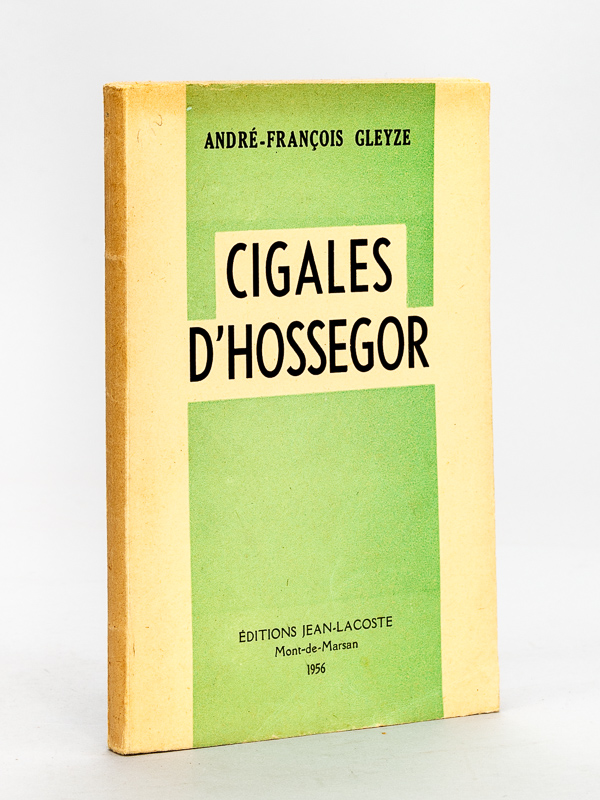 ANDRÉ-FRANÇOIS GLEYZE
CIGALES
D'HOSSEGOR
ÉDITIONS JEAN-LACOSTE
Mont-de-Marsan
1956